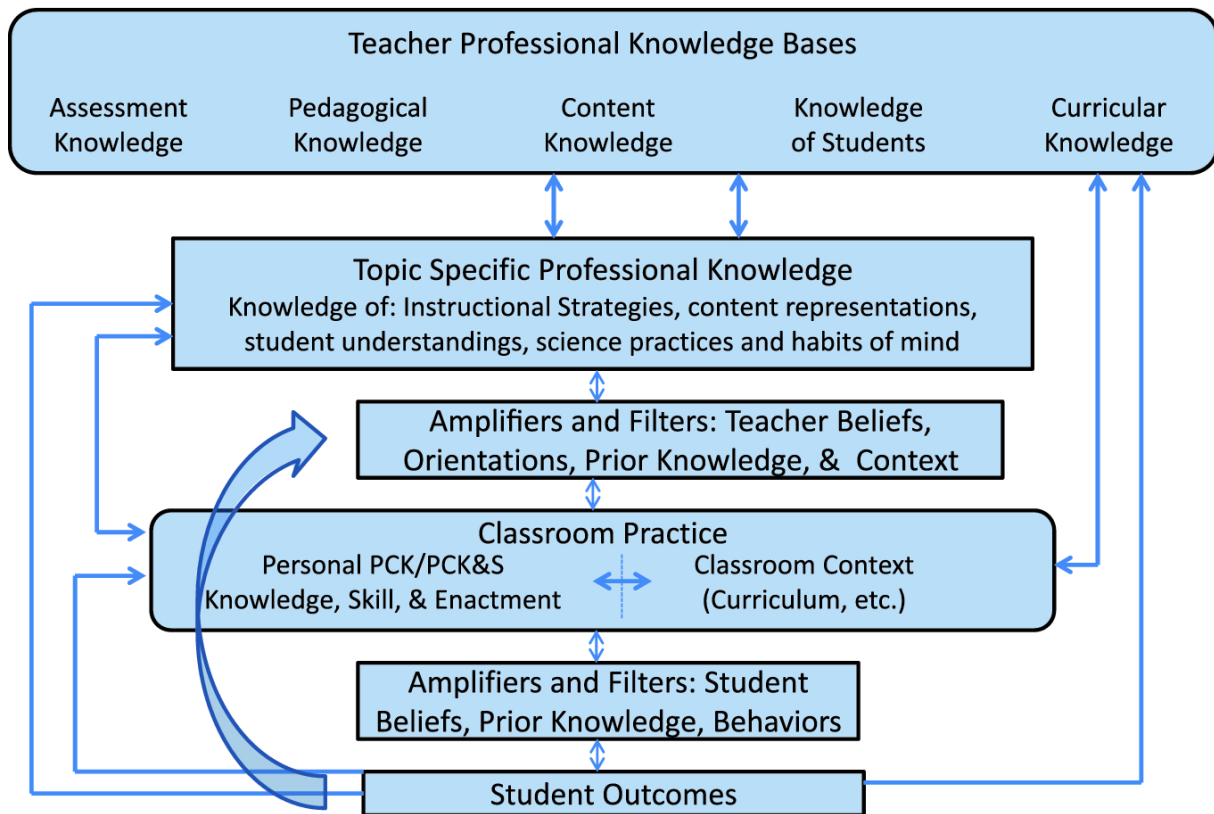 Teacher Professional Knowledge Bases
Assessment Knowledge
Pedagogical Knowledge
Content Knowledge
Knowledge of Students
Curricular Knowledge
Topic Specific Professional Knowledge
Knowledge of: Instructional Strategies, content representations,
student understandings, science practices and habits of mind
Amplifiers and Filters: Teacher Beliefs,
Orientations, Prior Knowledge, & Context
Classroom Practice
Personal PCK/PCK&S
Knowledge, Skill, & Enactment
Classroom Context
(Curriculum, etc.)
Amplifiers and Filters: Student
Beliefs, Prior Knowledge, Behaviors
Student Outcomes